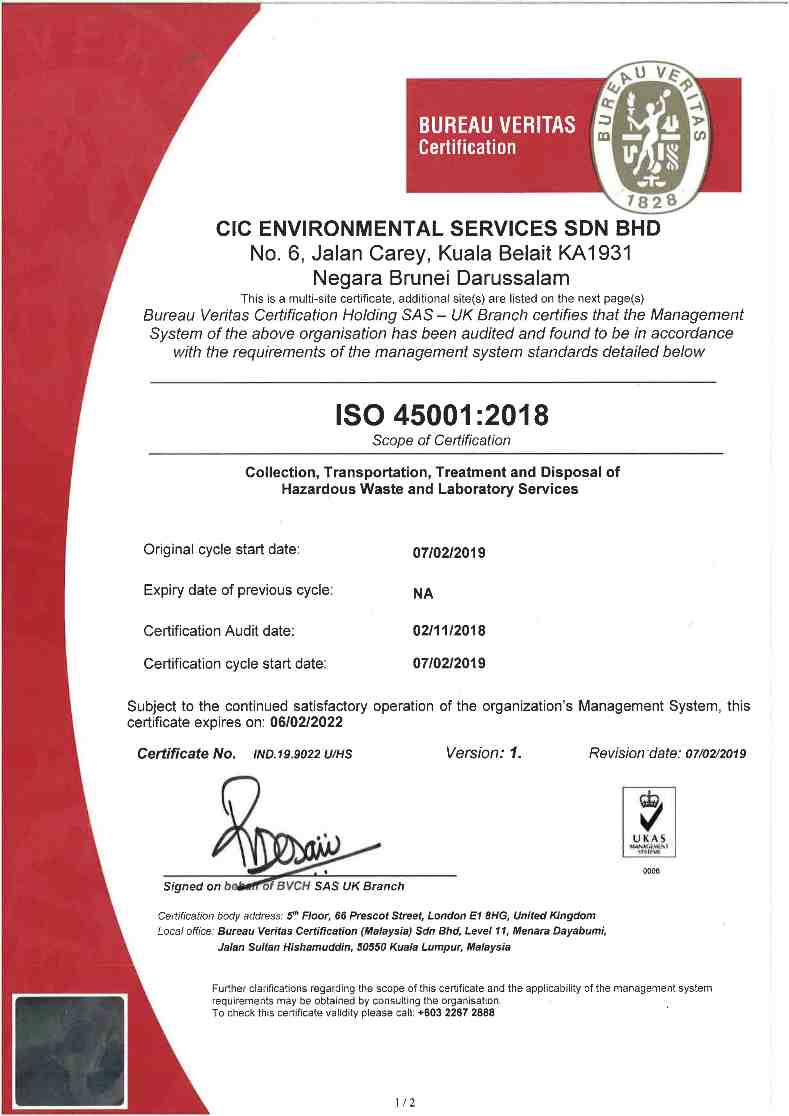 BUREAU VERITAS
Certification
BUREAU VERITAS
1828
CIC ENVIRONMENTAL SERVICES SDN BHD
No. 6, Jalan Carey, Kuala Belait KA1931
Negara Brunei Darussalam
This is a multi-site certificate, additional site(s) are listed on the next page(s)
Bureau Veritas Certification Holding SAS – UK Branch certifies that the Management
System of the above organisation has been audited and found to be in accordance
with the requirements of the management system standards detailed below
ISO 45001:2018
Scope of Certification
Collection, Transportation, Treatment and Disposal of
Hazardous Waste and Laboratory Services
Original cycle start date: 07/02/2019
Expiry date of previous cycle: NA
Certification Audit date: 02/11/2018
Certification cycle start date: 07/02/2019
Subject to the continued satisfactory operation of the organization's Management System, this
certificate expires on: 06/02/2022
Certificate No. IND.19.9022 U/HS Version: 1. Revision date: 07/02/2019
UKAS
MANAGEMENT
SYSTEMS
0008
Signed on behalf of BVCH SAS UK Branch
Certification body address: 5th Floor, 66 Prescot Street, London E1 8HG, United Kingdom
Local office: Bureau Veritas Certification (Malaysia) Sdn Bhd, Level 11, Menara Dayabumi,
Jalan Sultan Hishamuddin, 50550 Kuala Lumpur, Malaysia
Further clarifications regarding the scope of this certificate and the applicability of the management system
requirements may be obtained by consulting the organisation.
To check this certificate validity please call: +603 2267 2888
1 / 2